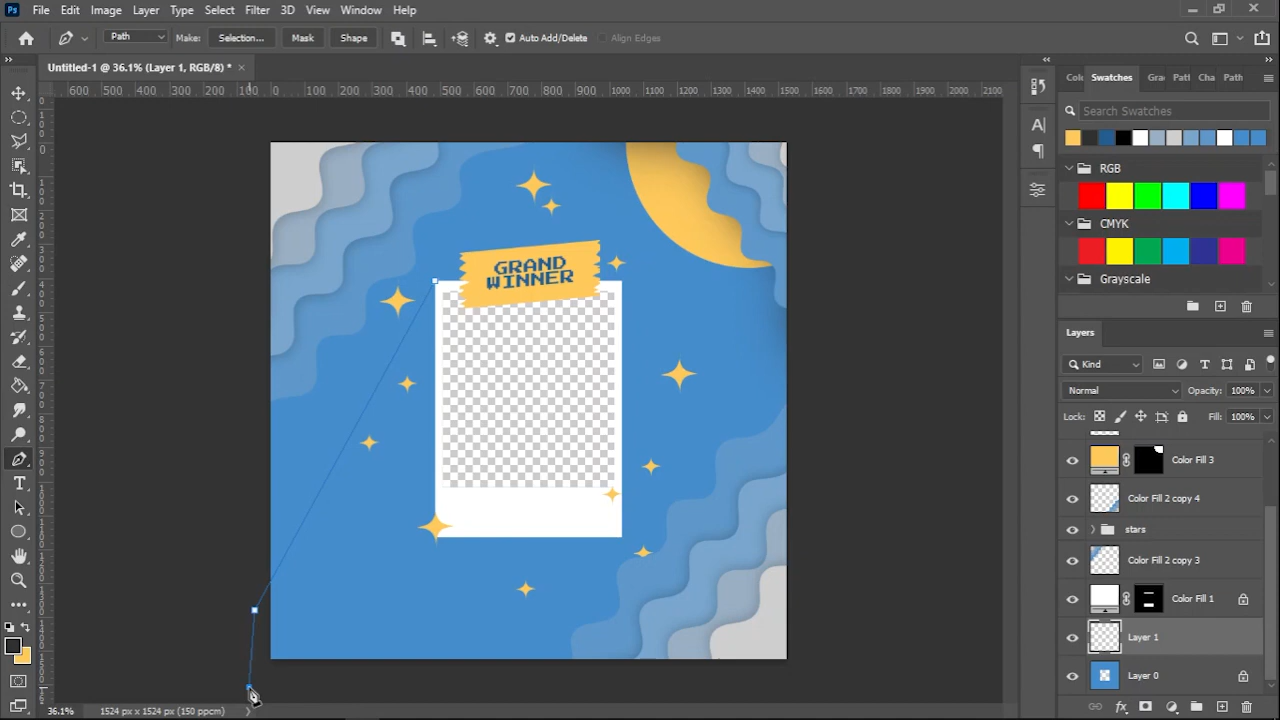 Ps File Edit Image Layer Type Select Filter 3D View Window Help
Path Make: Selection... Mask Shape Auto Add/Delete Align Edges
Untitled-1 @ 36.1% (Layer 1, RGB/8) *
600 500 400 300 200 100 0 100 200 300 400 500 600 700 800 900 1000 1100 1200 1300 1400 1500 1600 1700 1800 1900 2000 2100
Swatches
Search Swatches
RGB
CMYK
Grayscale
GRAND
WINNER
Layers
Kind
Normal Opacity: 100%
Lock: Fill: 100%
Color Fill 3
Color Fill 2 copy 4
stars
Color Fill 2 copy 3
Color Fill 1
Layer 1
Layer 0
36.1% 1524 px x 1524 px (150 ppcm)